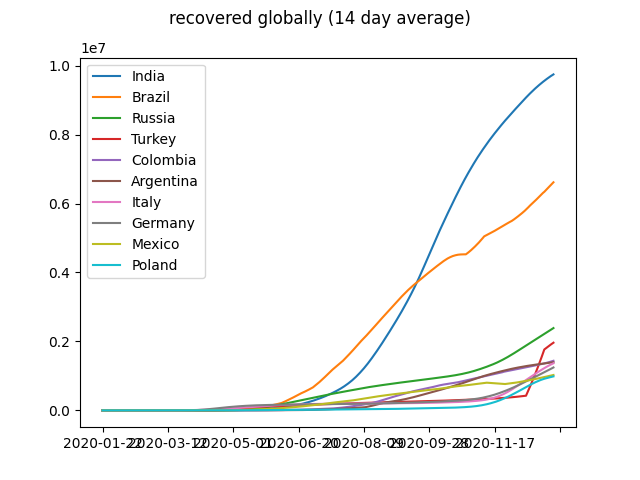 recovered globally (14 day average)
1e7
India
Brazil
Russia
Turkey
Colombia
Argentina
Italy
Germany
Mexico
Poland
1.0
0.8
0.6
0.4
0.2
0.0
2020-01-22 2020-03-12 2020-05-01 2020-06-20 2020-08-09 2020-09-28 2020-11-17